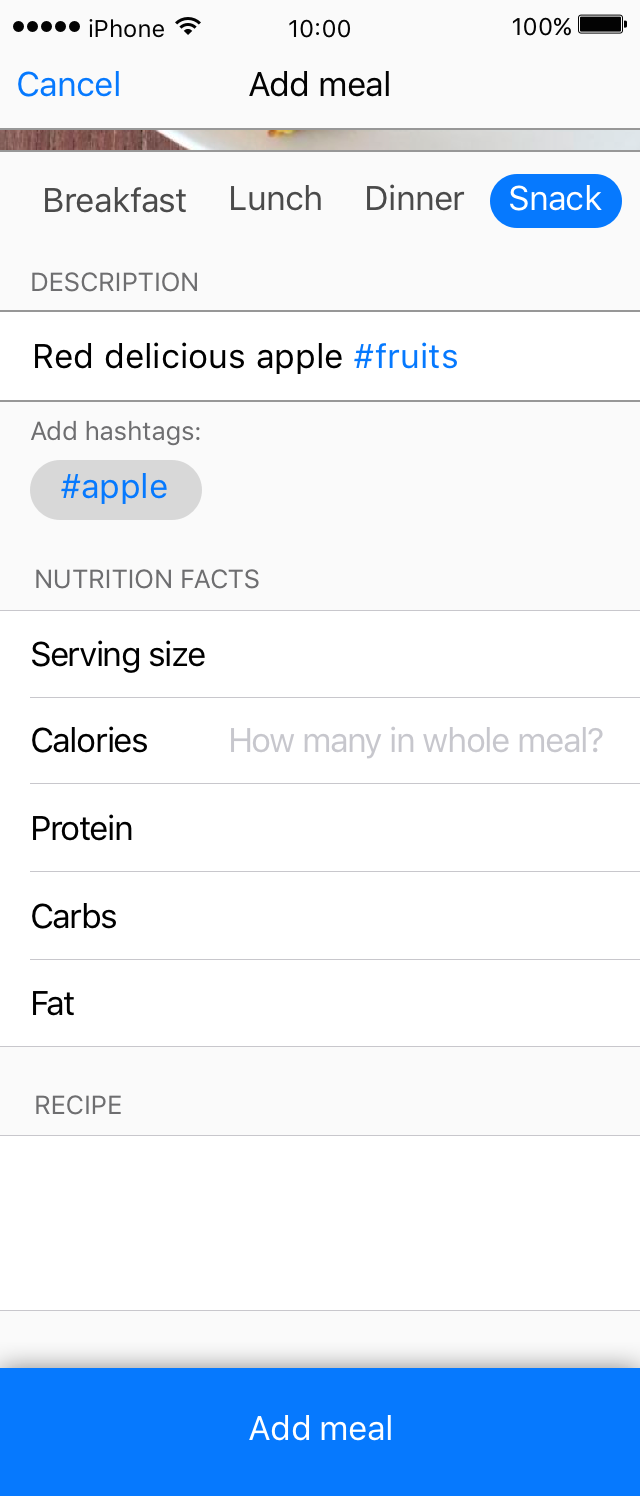 iPhone 10:00 100%
Cancel Add meal
Breakfast Lunch Dinner Snack
DESCRIPTION
Red delicious apple #fruits
Add hashtags:
#apple
NUTRITION FACTS
Serving size
Calories How many in whole meal?
Protein
Carbs
Fat
RECIPE
Add meal